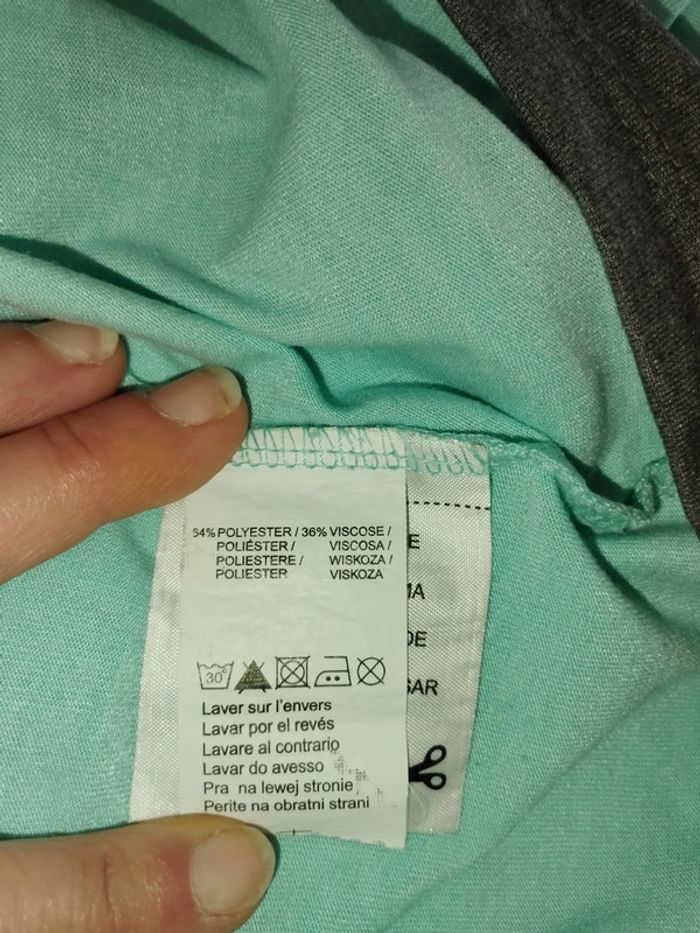 64% POLYESTER / 36% VISCOSE /
POLIÉSTER / VISCOSA /
POLIESTERE / WISKOZA /
POLIESTER VISKOZA
30°
Laver sur l'envers
Lavar por el revés
Lavare al contrario
Lavar do avesso
Pra na lewej stronie
Perite na obratni strani
E
MA
DE
SAR